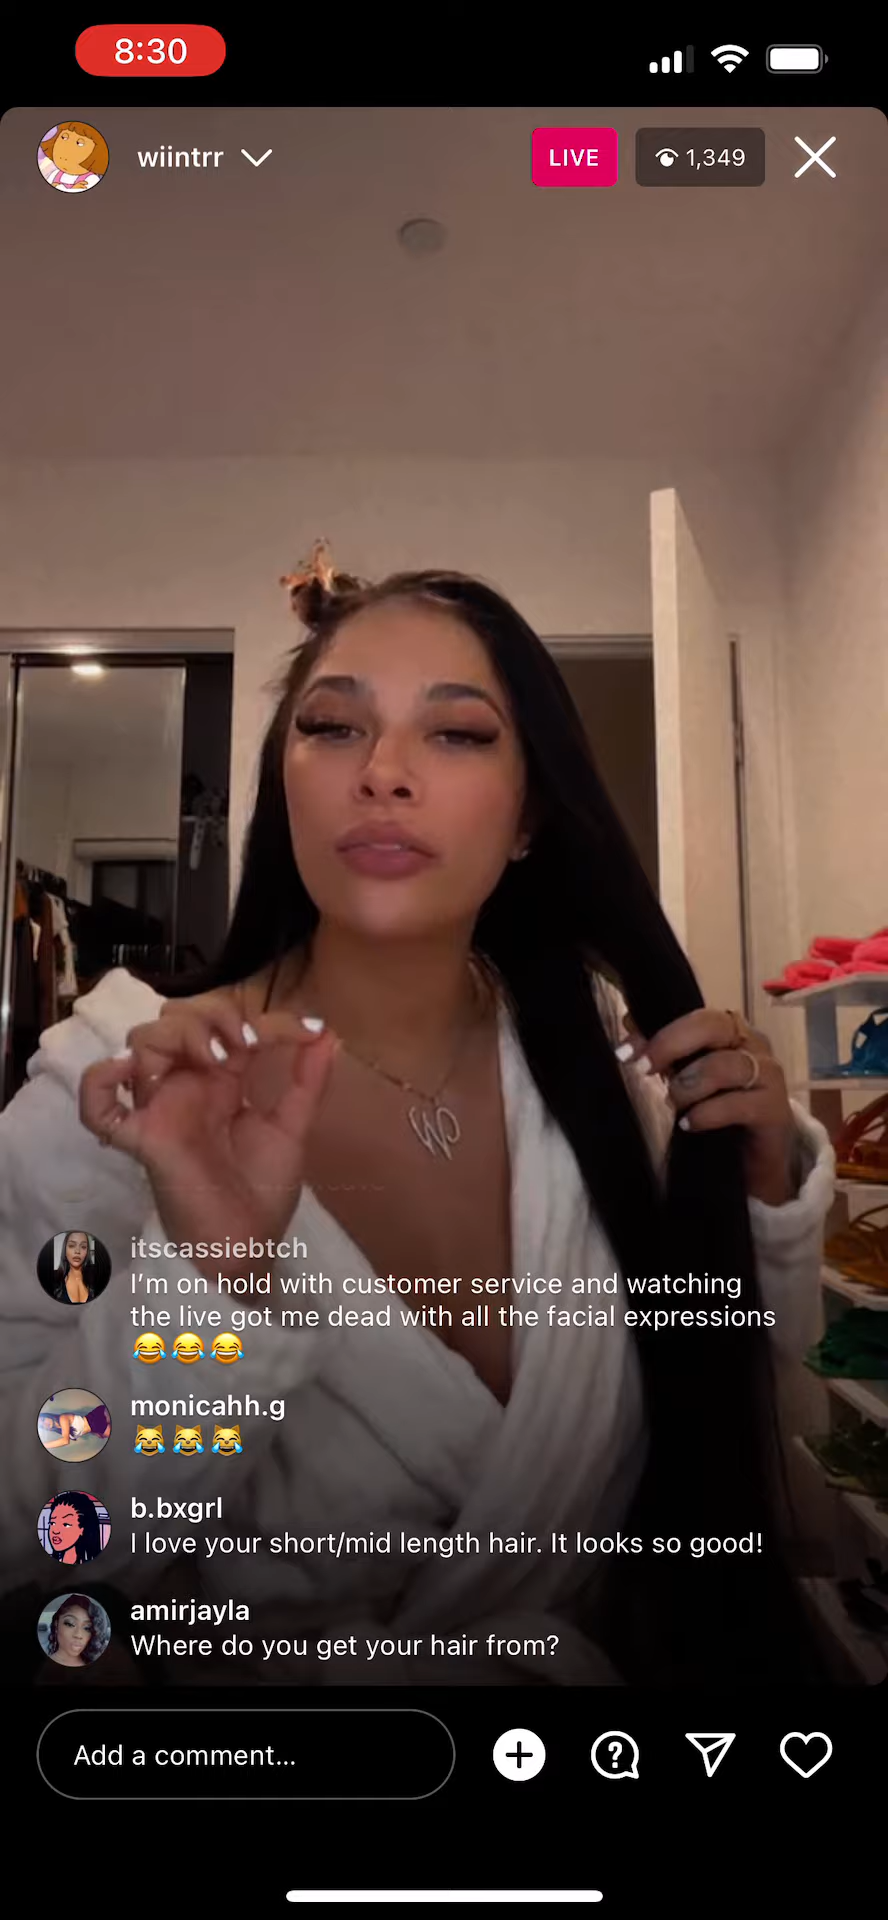 8:30
wiintrr
LIVE
1,349
itscassiebtch
I’m on hold with customer service and watching
the live got me dead with all the facial expressions
😂😂😂
monicahh.g
😹😹😹
b.bxgrl
I love your short/mid length hair. It looks so good!
amirjayla
Where do you get your hair from?
Add a comment...